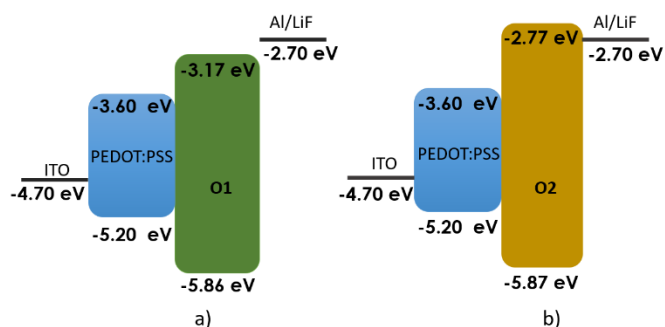 Al/LiF
-2.70 eV
-3.17 eV
-3.60 eV
PEDOT:PSS
ITO
-4.70 eV
O1
-5.20 eV
-5.86 eV
a)
Al/LiF
-2.77 eV
-2.70 eV
-3.60 eV
PEDOT:PSS
ITO
-4.70 eV
O2
-5.20 eV
-5.87 eV
b)